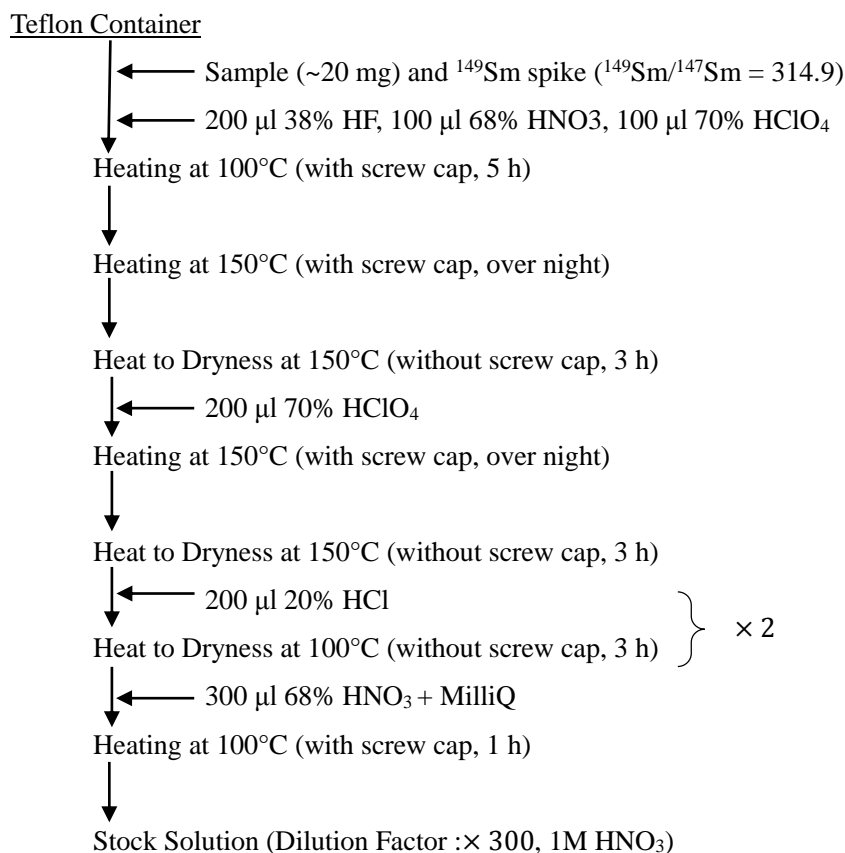 Teflon Container
Sample (~20 mg) and ¹⁴⁹Sm spike (¹⁴⁹Sm/¹⁴⁷Sm = 314.9)
200 μl 38% HF, 100 μl 68% HNO3, 100 μl 70% HClO₄
Heating at 100°C (with screw cap, 5 h)
Heating at 150°C (with screw cap, over night)
Heat to Dryness at 150°C (without screw cap, 3 h)
200 μl 70% HClO₄
Heating at 150°C (with screw cap, over night)
Heat to Dryness at 150°C (without screw cap, 3 h)
200 μl 20% HCl
× 2
Heat to Dryness at 100°C (without screw cap, 3 h)
300 μl 68% HNO₃ + MilliQ
Heating at 100°C (with screw cap, 1 h)
Stock Solution (Dilution Factor :× 300, 1M HNO₃)